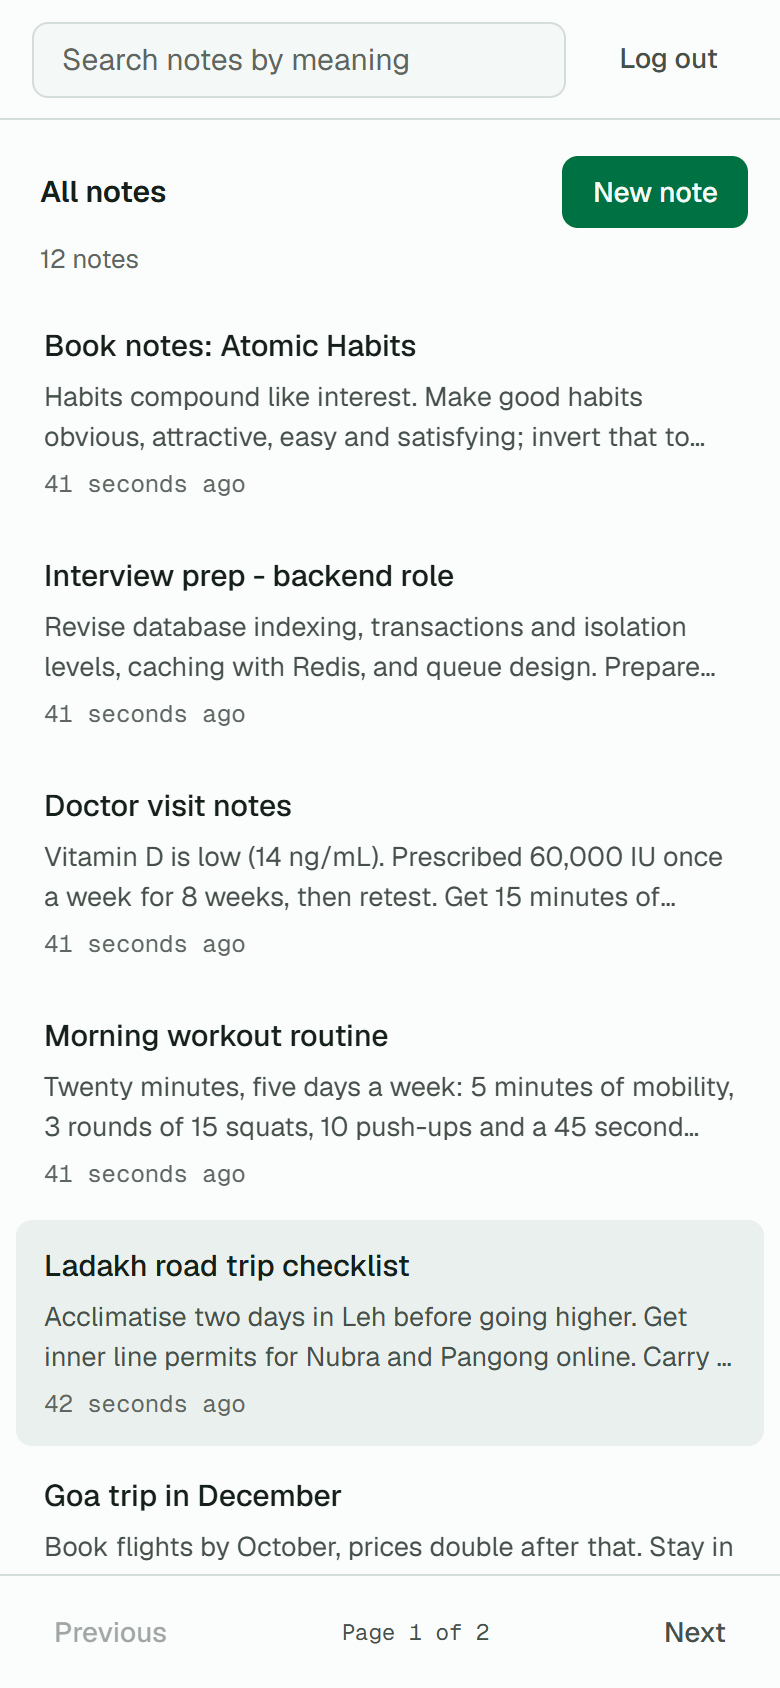 Search notes by meaning
Log out
All notes
New note
12 notes
Book notes: Atomic Habits
Habits compound like interest. Make good habits
obvious, attractive, easy and satisfying; invert that to…
41 seconds ago
Interview prep - backend role
Revise database indexing, transactions and isolation
levels, caching with Redis, and queue design. Prepare…
41 seconds ago
Doctor visit notes
Vitamin D is low (14 ng/mL). Prescribed 60,000 IU once
a week for 8 weeks, then retest. Get 15 minutes of…
41 seconds ago
Morning workout routine
Twenty minutes, five days a week: 5 minutes of mobility,
3 rounds of 15 squats, 10 push-ups and a 45 second…
41 seconds ago
Ladakh road trip checklist
Acclimatise two days in Leh before going higher. Get
inner line permits for Nubra and Pangong online. Carry …
42 seconds ago
Goa trip in December
Book flights by October, prices double after that. Stay in
Previous
Page 1 of 2
Next